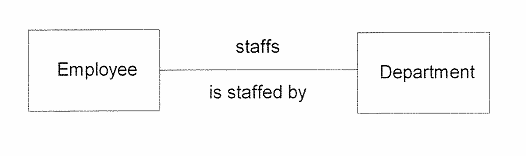 staffs
Employee
Department
is staffed by